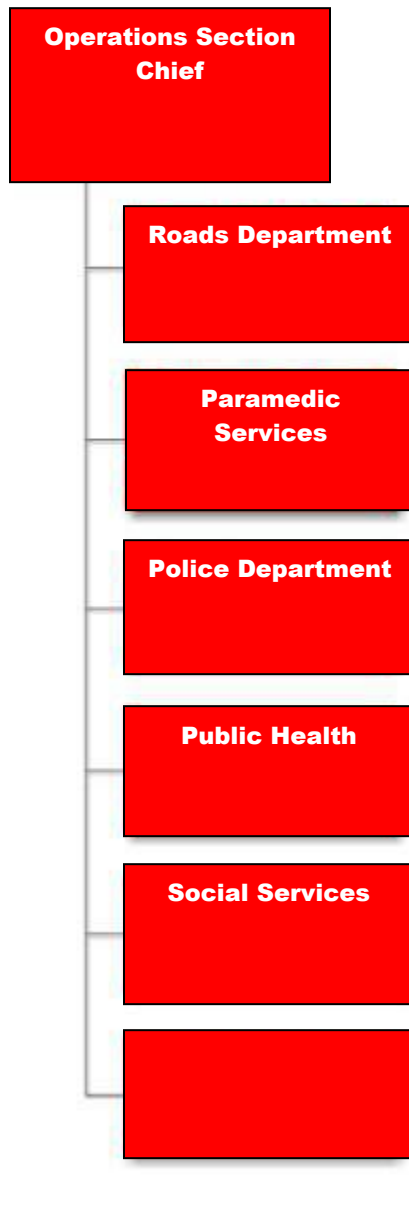 Operations Section
Chief
Roads Department
Paramedic
Services
Police Department
Public Health
Social Services